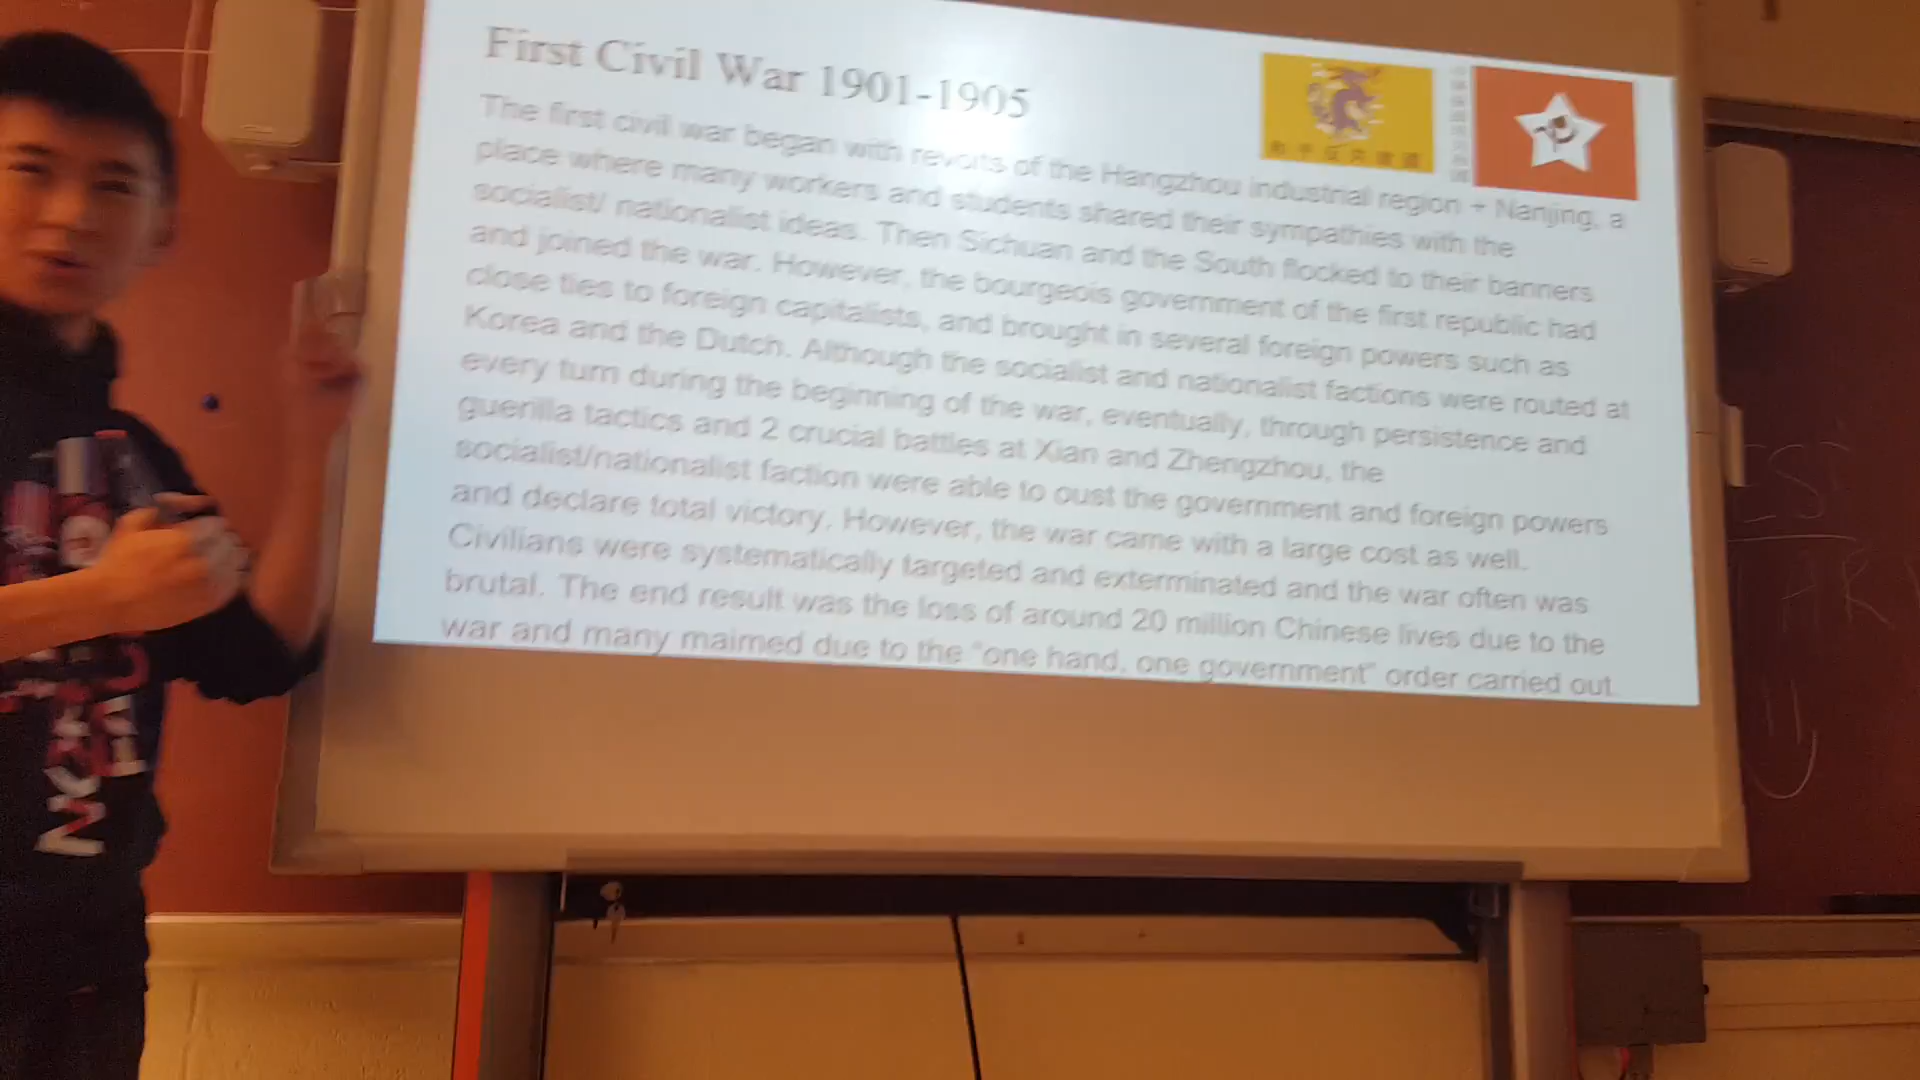 First Civil War 1901-1905
The first civil war began with revolts of the Hangzhou industrial region + Nanjing, a
place where many workers and students shared their sympathies with the
socialist/ nationalist ideas. Then Sichuan and the South flocked to their banners
and joined the war. However, the bourgeois government of the first republic had
close ties to foreign capitalists, and brought in several foreign powers such as
Korea and the Dutch. Although the socialist and nationalist factions were routed at
every turn during the beginning of the war, eventually, through persistence and
guerilla tactics and 2 crucial battles at Xian and Zhengzhou, the
socialist/nationalist faction were able to oust the government and foreign powers
and declare total victory. However, the war came with a large cost as well.
Civilians were systematically targeted and exterminated and the war often was
brutal. The end result was the loss of around 20 million Chinese lives due to the
war and many maimed due to the "one hand, one government" order carried out